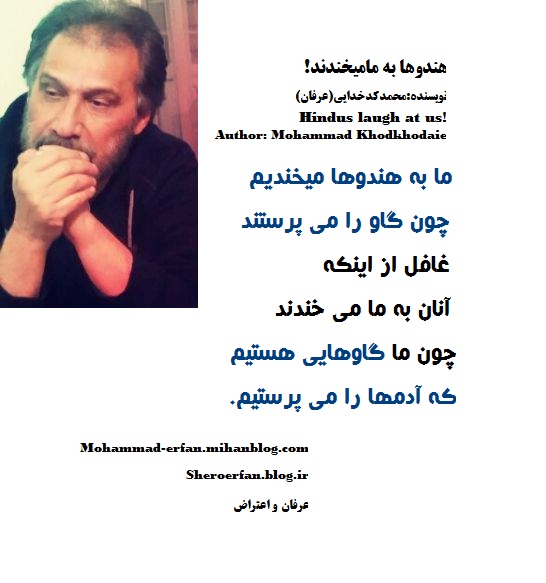 هندوها به مامیخندند!
نویسنده:محمدکدخدایی(عرفان)
Hindus laugh at us!
Author: Mohammad Khodkhodaie
ما به هندوها میخندیم
چون گاو را می پرستند
غافل از اینکه
آنان به ما می خندند
چون ما گاوهایی هستیم
که آدمها را می پرستیم.
Mohammad-erfan.mihanblog.com
Sheroerfan.blog.ir
عرفان و اعتراض